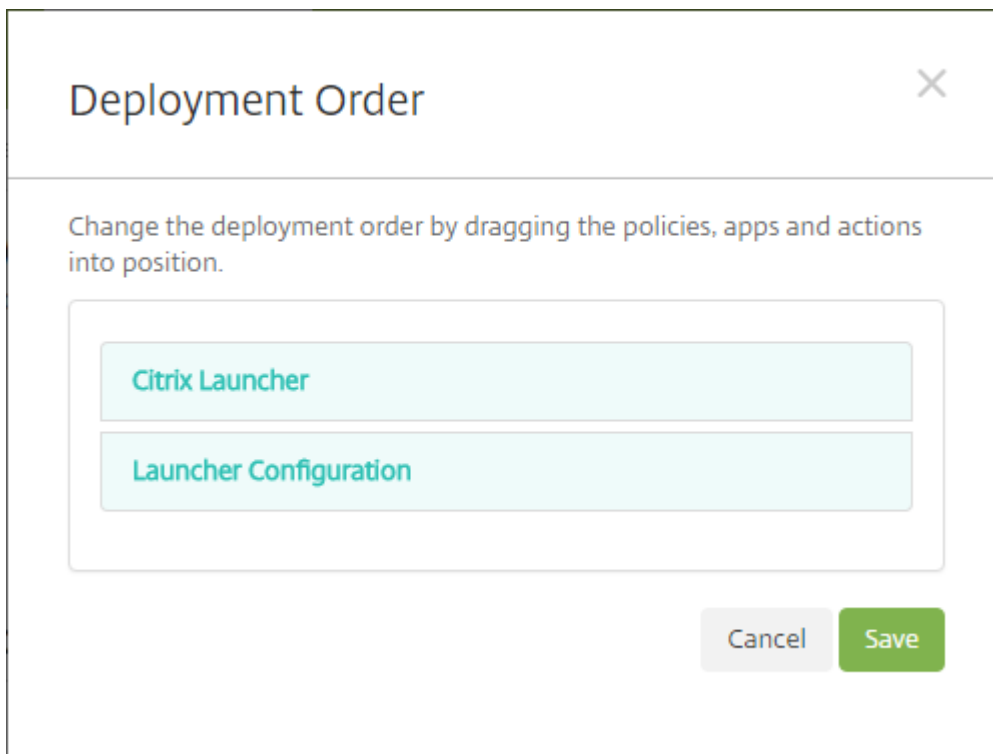 Deployment Order
Change the deployment order by dragging the policies, apps and actions
into position.
Citrix Launcher
Launcher Configuration
Cancel
Save